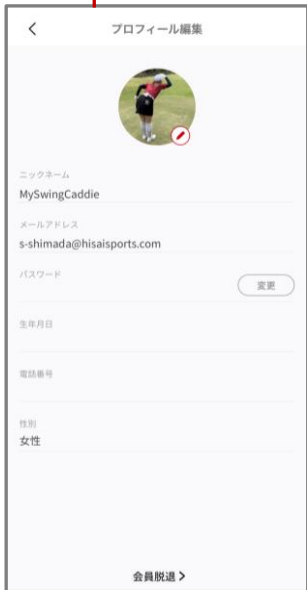 プロフィール編集
ニックネーム
MySwingCaddie
メールアドレス
s-shimada@hisaisports.com
パスワード
変更
生年月日
電話番号
性別
女性
会員脱退